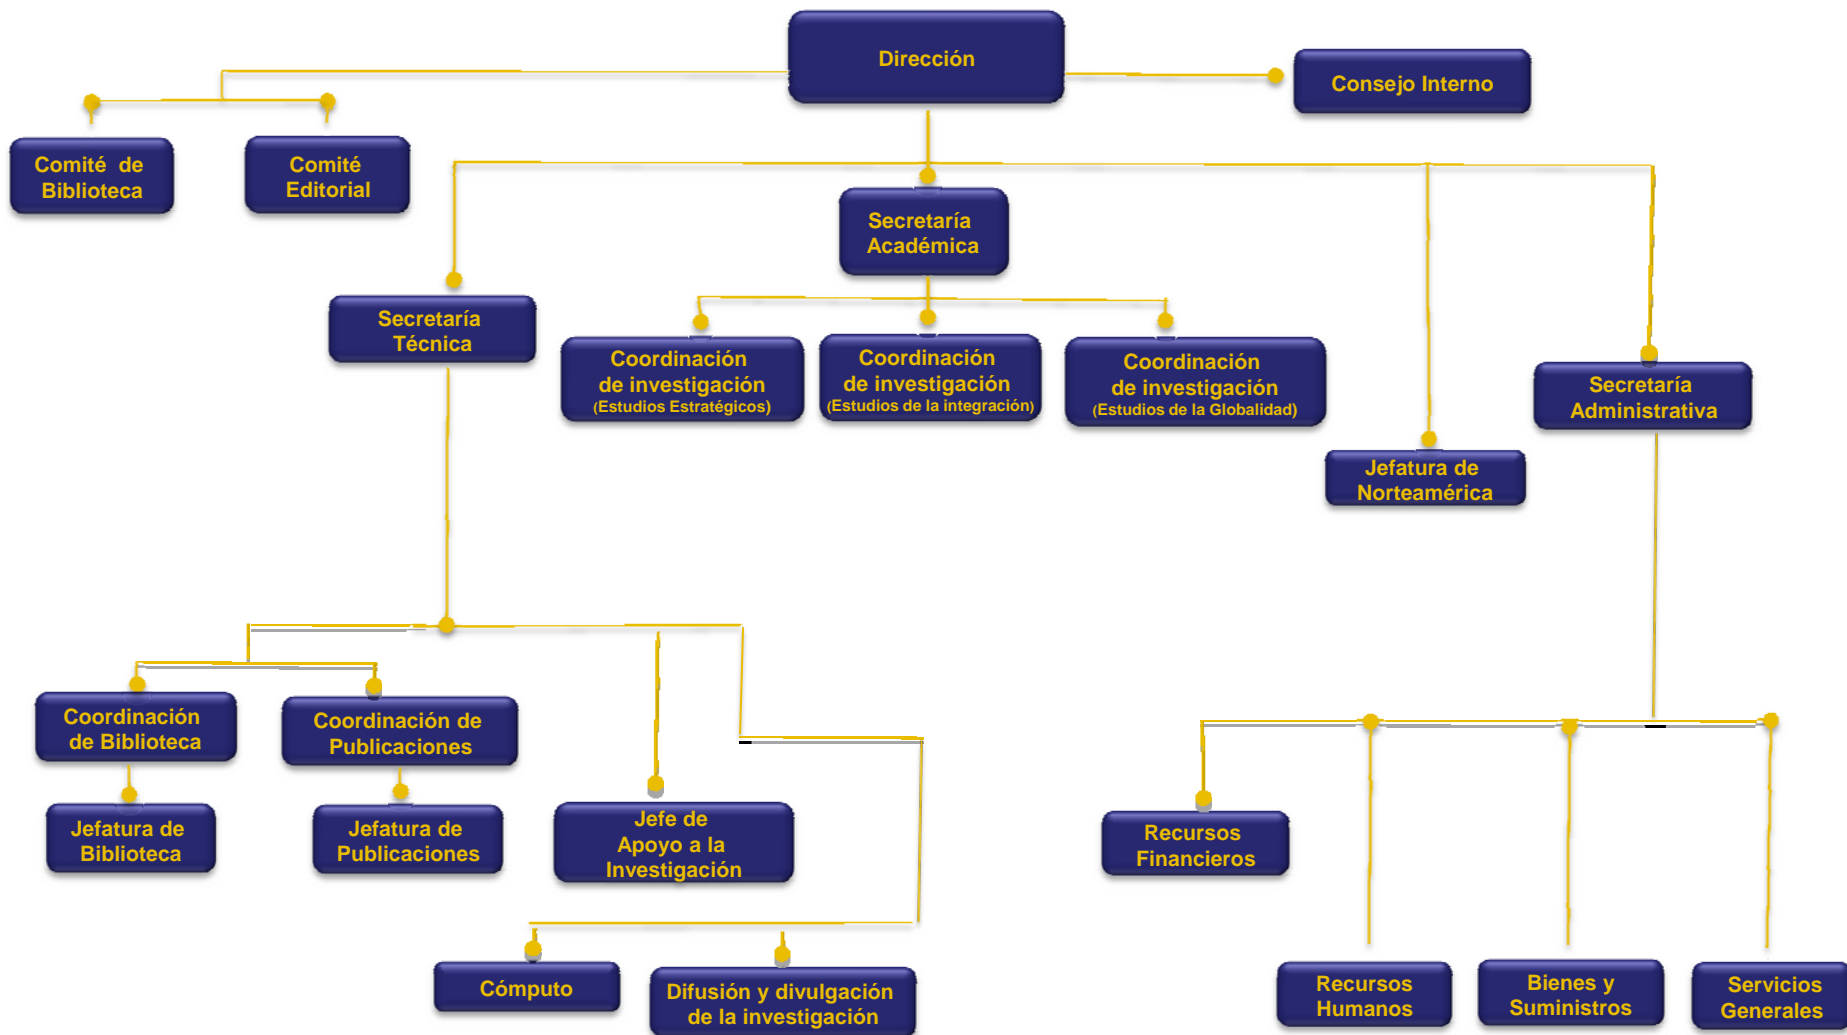 Dirección
Consejo Interno
Comité de
Biblioteca
Comité
Editorial
Secretaría
Académica
Secretaría
Técnica
Coordinación
de investigación
(Estudios Estratégicos)
Coordinación
de investigación
(Estudios de la integración)
Coordinación
de investigación
(Estudios de la Globalidad)
Secretaría
Administrativa
Jefatura de
Norteamérica
Coordinación
de Biblioteca
Coordinación de
Publicaciones
Jefatura de
Biblioteca
Jefatura de
Publicaciones
Jefe de
Apoyo a la
Investigación
Recursos
Financieros
Cómputo
Difusión y divulgación
de la investigación
Recursos
Humanos
Bienes y
Suministros
Servicios
Generales